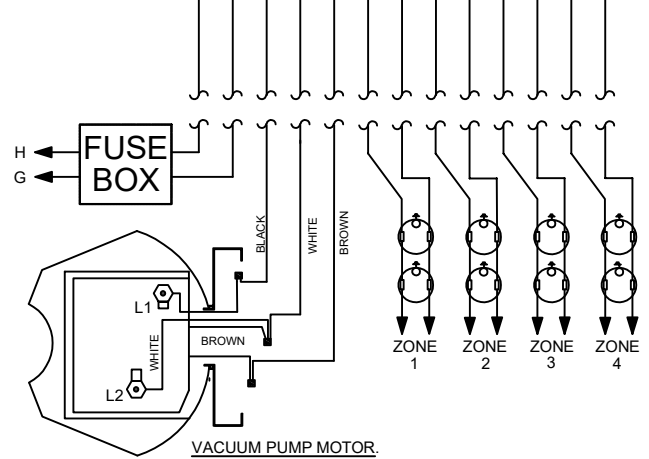 H
G
FUSE
BOX
BLACK
WHITE
BROWN
L1
WHITE
BROWN
L2
ZONE
1
ZONE
2
ZONE
3
ZONE
4
VACUUM PUMP MOTOR.